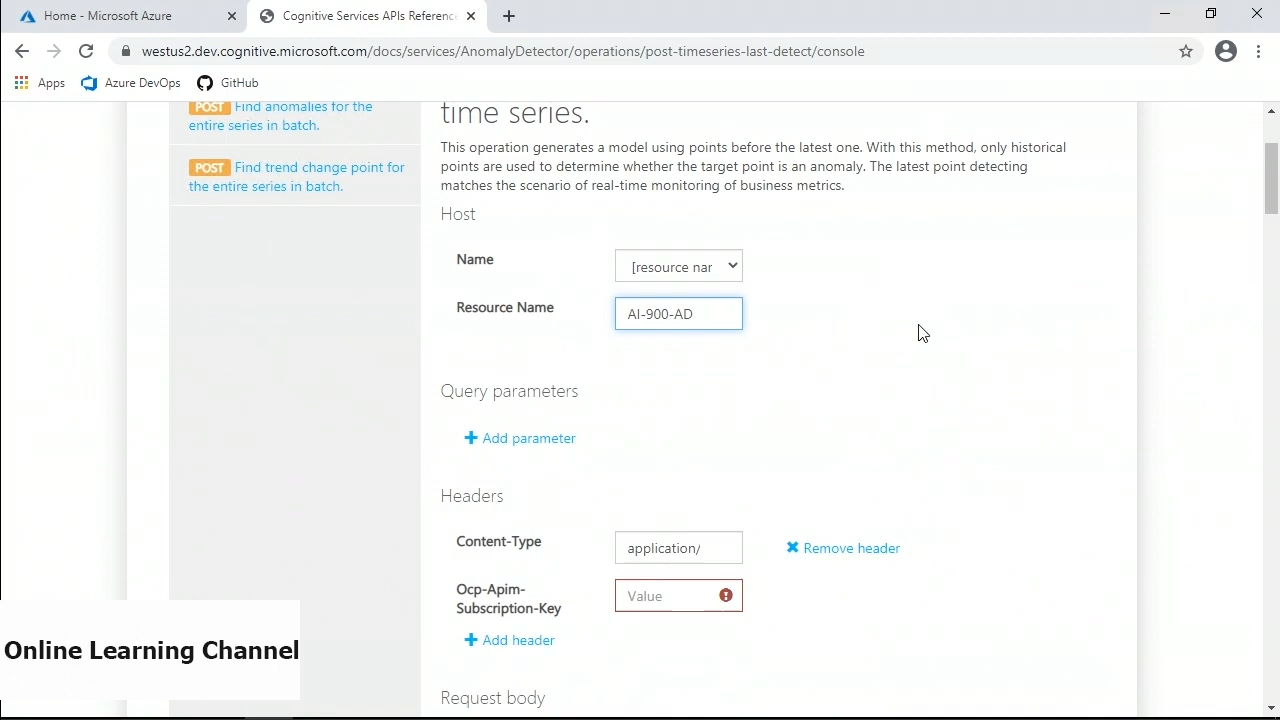 Home - Microsoft Azure
Cognitive Services APIs Reference
westus2.dev.cognitive.microsoft.com/docs/services/AnomalyDetector/operations/post-timeseries-last-detect/console
Apps
Azure DevOps
GitHub
POST Find anomalies for the
entire series in batch.
POST Find trend change point for
the entire series in batch.
time series.
This operation generates a model using points before the latest one. With this method, only historical
points are used to determine whether the target point is an anomaly. The latest point detecting
matches the scenario of real-time monitoring of business metrics.
Host
Name
[resource nar
Resource Name
AI-900-AD
Query parameters
Add parameter
Headers
Content-Type
application/
Remove header
Ocp-Apim-
Subscription-Key
Value
Add header
Request body
Online Learning Channel